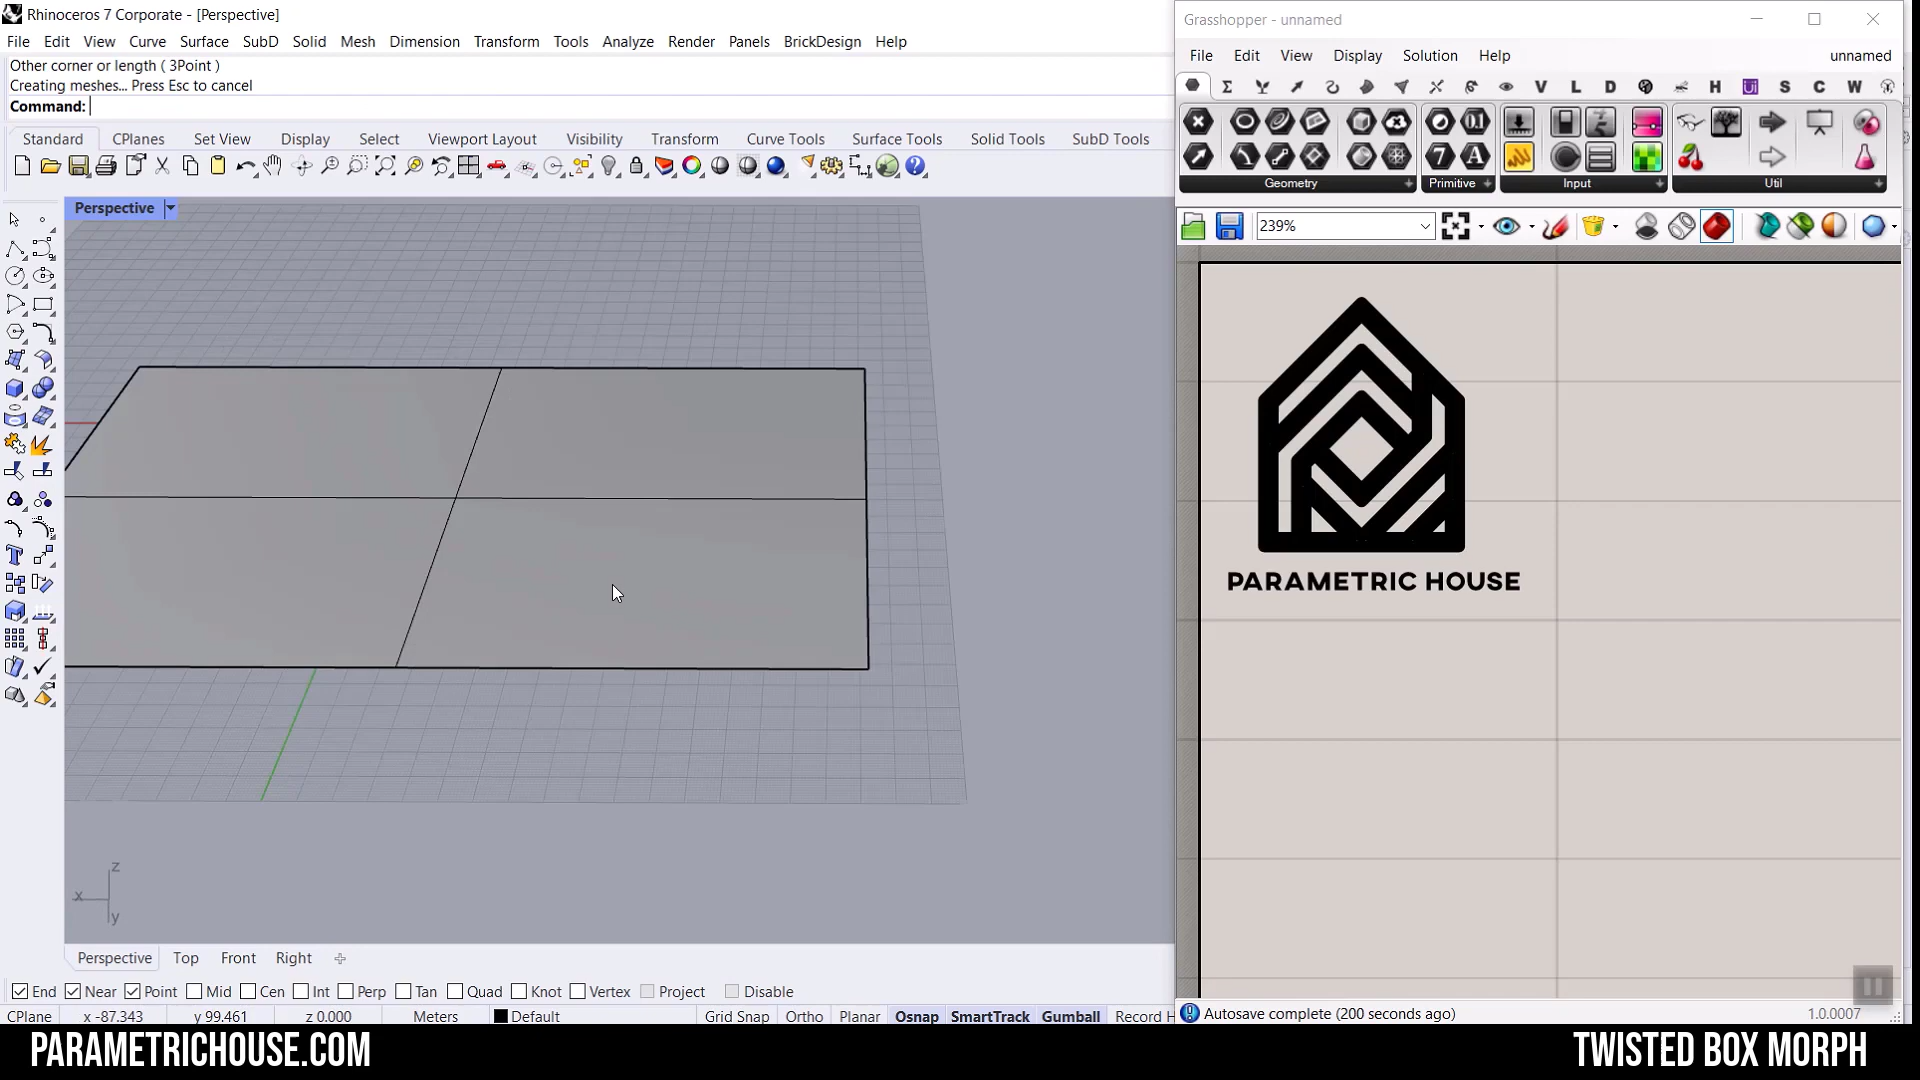 Rhinoceros 7 Corporate - [Perspective]
File Edit View Curve Surface SubD Solid Mesh Dimension Transform Tools Analyze Render Panels BrickDesign Help
Other corner or length ( 3Point )
Creating meshes... Press Esc to cancel
Command:
Standard CPlanes Set View Display Select Viewport Layout Visibility Transform Curve Tools Surface Tools Solid Tools SubD Tools
Perspective
z
x
y
Perspective Top Front Right
End Near Point Mid Cen Int Perp Tan Quad Knot Vertex Project Disable
CPlane x -87.343 y 99.461 z 0.000 Meters Default Grid Snap Ortho Planar Osnap SmartTrack Gumball Record H
Grasshopper - unnamed
File Edit View Display Solution Help unnamed
V L D H Ui S C W
Geometry Primitive Input Util
239%
PARAMETRIC HOUSE
Autosave complete (200 seconds ago) 1.0.0007
PARAMETRICHOUSE.COM
TWISTED BOX MORPH